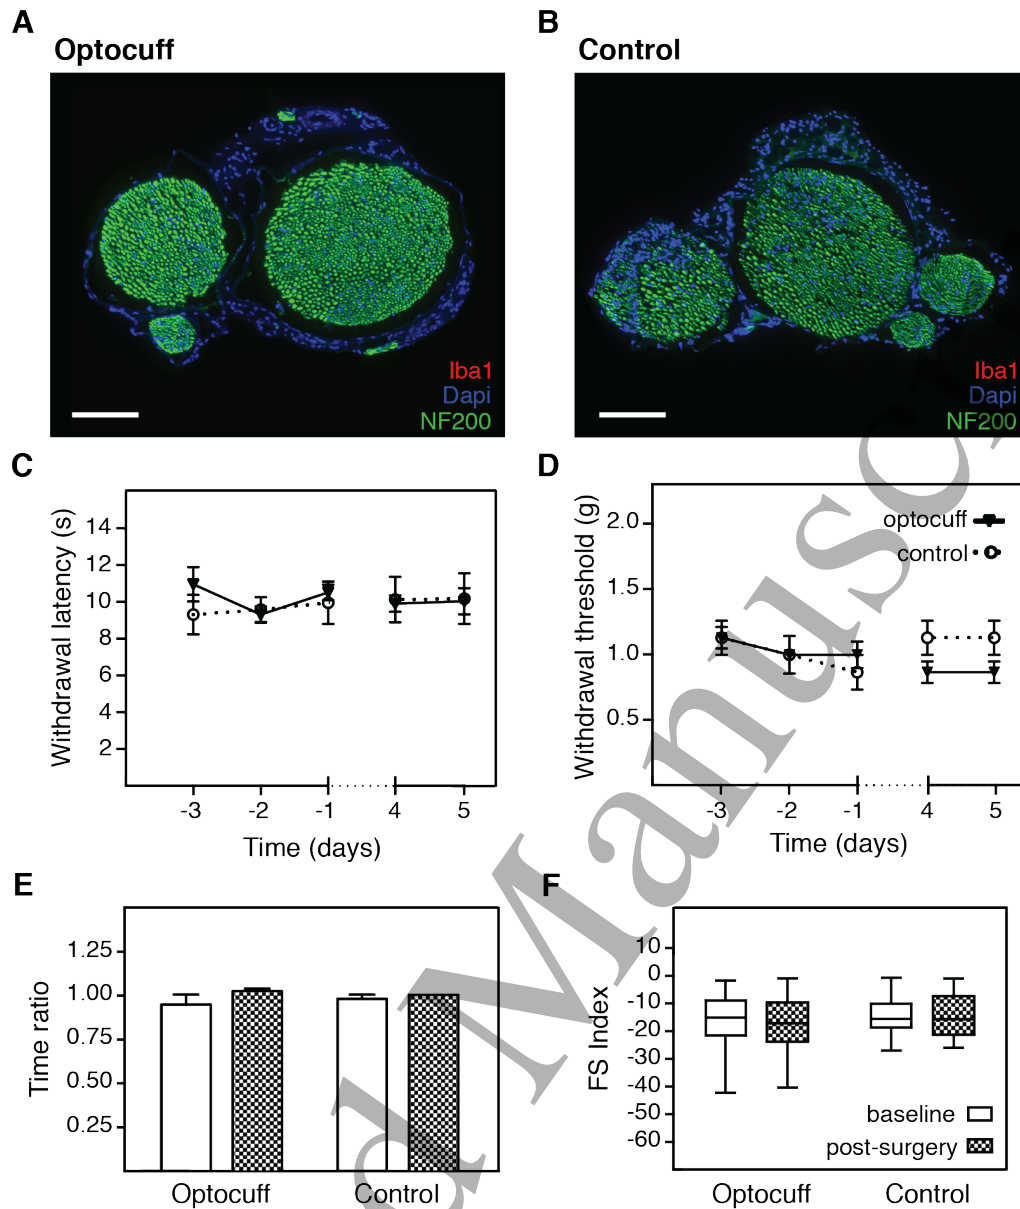 A
Optocuff
Iba1
Dapi
NF200
B
Control
Iba1
Dapi
NF200
C
Withdrawal latency (s)
14
12
10
8
6
4
2
-3
-2
-1
4
5
Time (days)
D
Withdrawal threshold (g)
2.0
1.5
1.0
0.5
optocuff
control
-3
-2
-1
4
5
Time (days)
E
Time ratio
1.25
1.00
0.75
0.50
0.25
Optocuff
Control
F
FS Index
10
0
-10
-20
-30
-40
-50
-60
baseline
post-surgery
Optocuff
Control
d Manusc